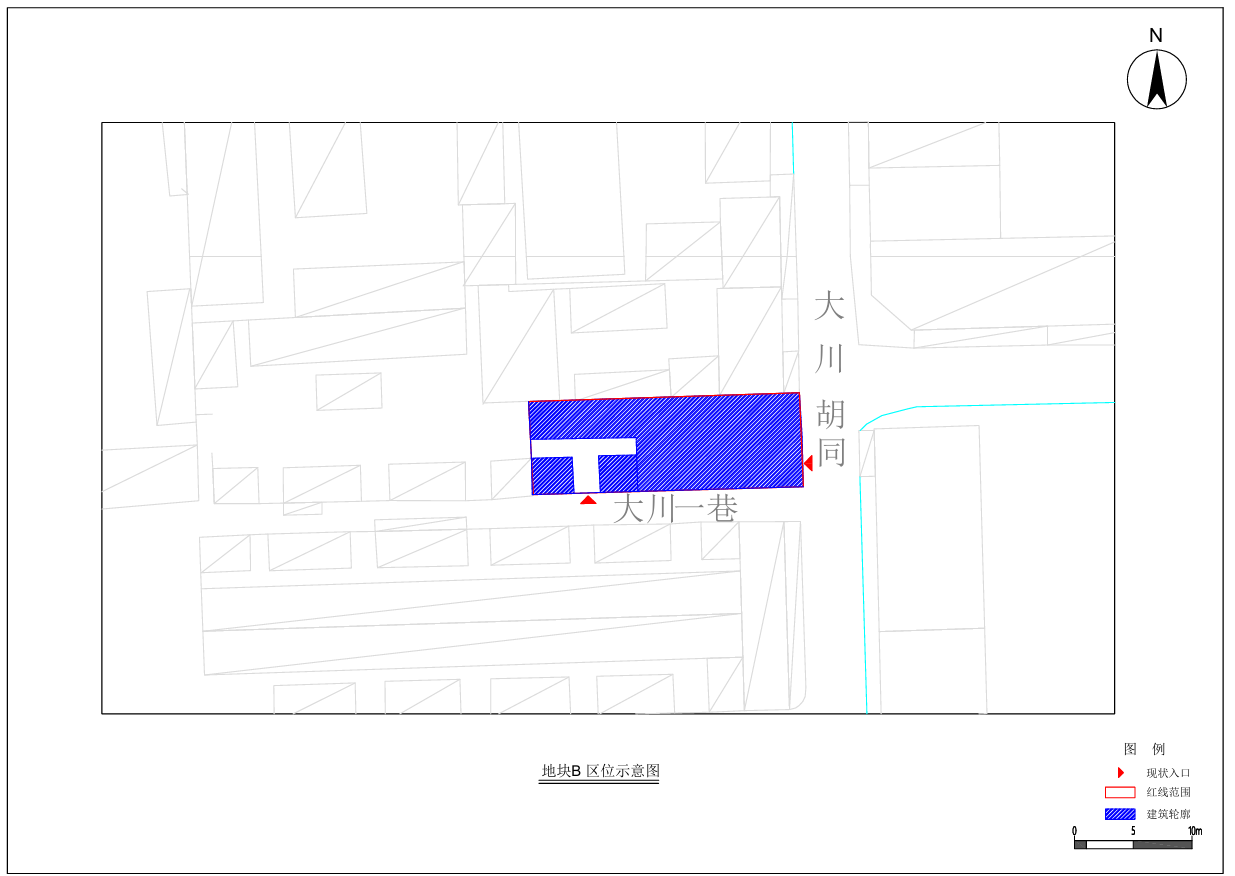 N
大川胡同
大川一巷
地块B 区位示意图
图 例
现状入口
红线范围
建筑轮廓
0 5 10m